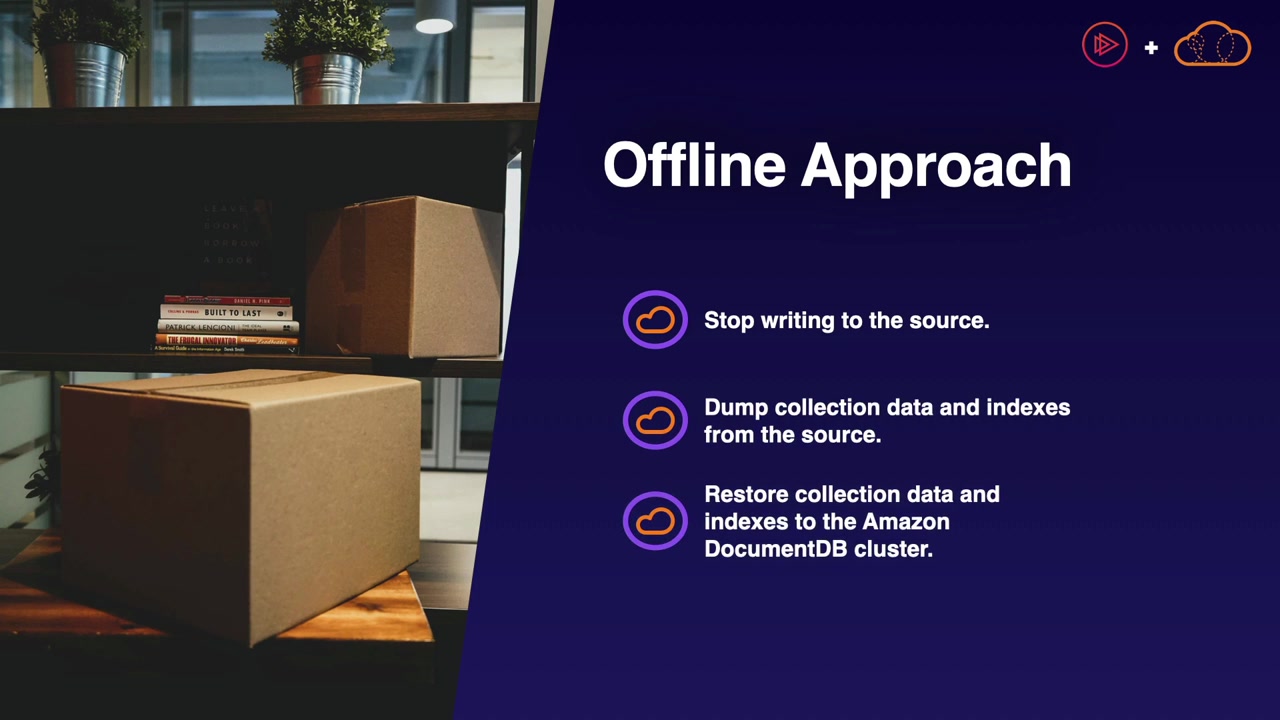 Offline Approach
Stop writing to the source.
Dump collection data and indexes
from the source.
Restore collection data and
indexes to the Amazon
DocumentDB cluster.
LEAVE A
BOOK
BORROW
A BOOK
DANIEL H. PINK
BUILT TO LAST
PATRICK LENCIONI
THE FRUGAL INNOVATOR